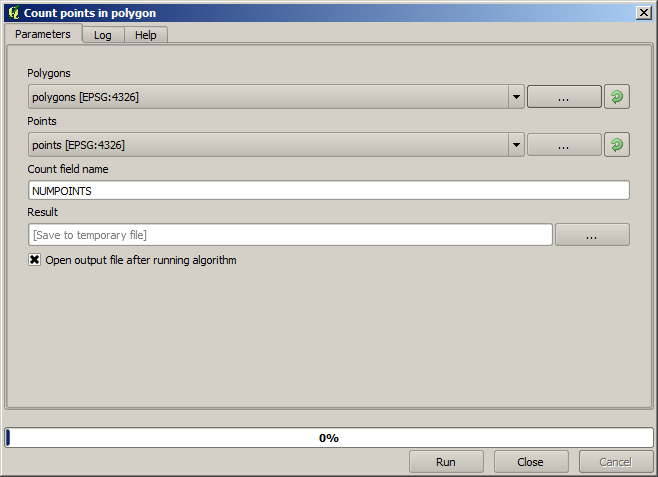 Count points in polygon
Parameters Log Help
Polygons
polygons [EPSG:4326] ...
Points
points [EPSG:4326] ...
Count field name
NUMPOINTS
Result
[Save to temporary file] ...
Open output file after running algorithm
0%
Run Close Cancel